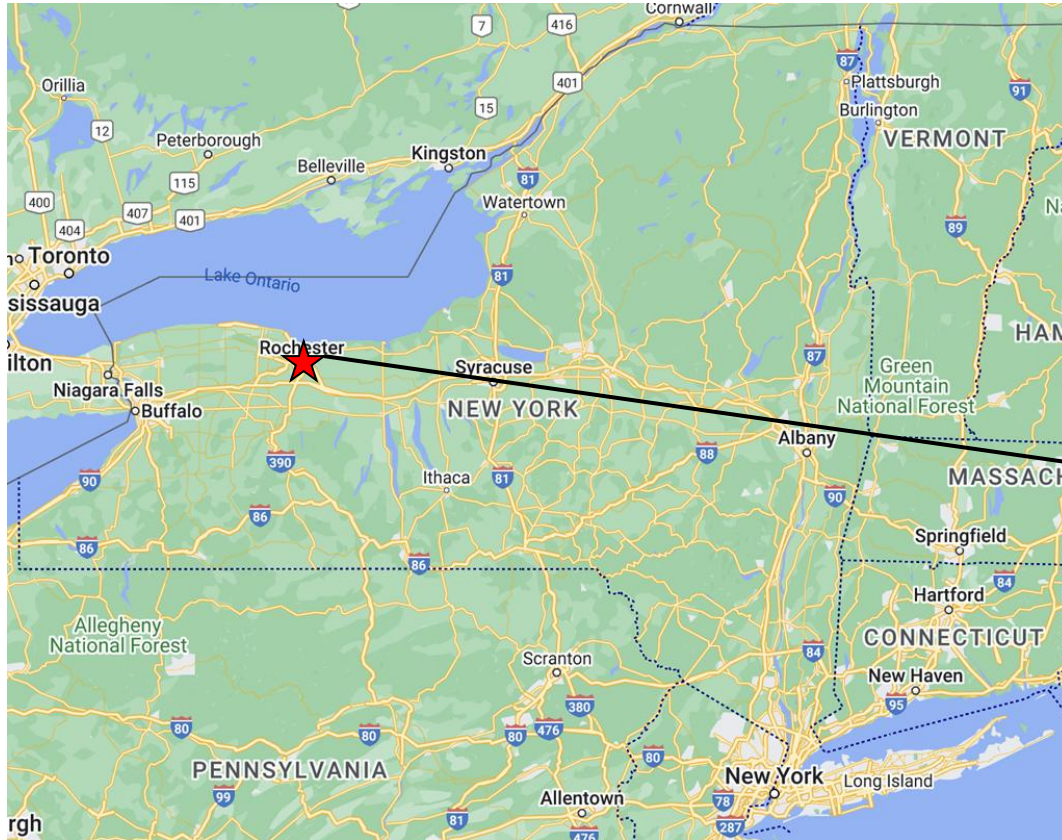 Cornwall
7
416
Orillia
401
87
Plattsburgh
91
15
Burlington
12
Peterborough
VERMONT
Belleville
Kingston
115
81
400
407
401
Watertown
404
89
Toronto
81
Lake Ontario
ssissauga
HAM
Rochester
ilton
87
Syracuse
Green
Mountain
National Forest
Niagara Falls
Buffalo
NEW YORK
Albany
390
88
90
Ithaca
81
MASSACH
90
86
86
86
Springfield
84
Hartford
Allegheny
National Forest
CONNECTICUT
84
Scranton
New Haven
95
380
80
80
80
476
80
PENNSYLVANIA
New York
Long Island
99
Allentown
78
81
476
287
rgh